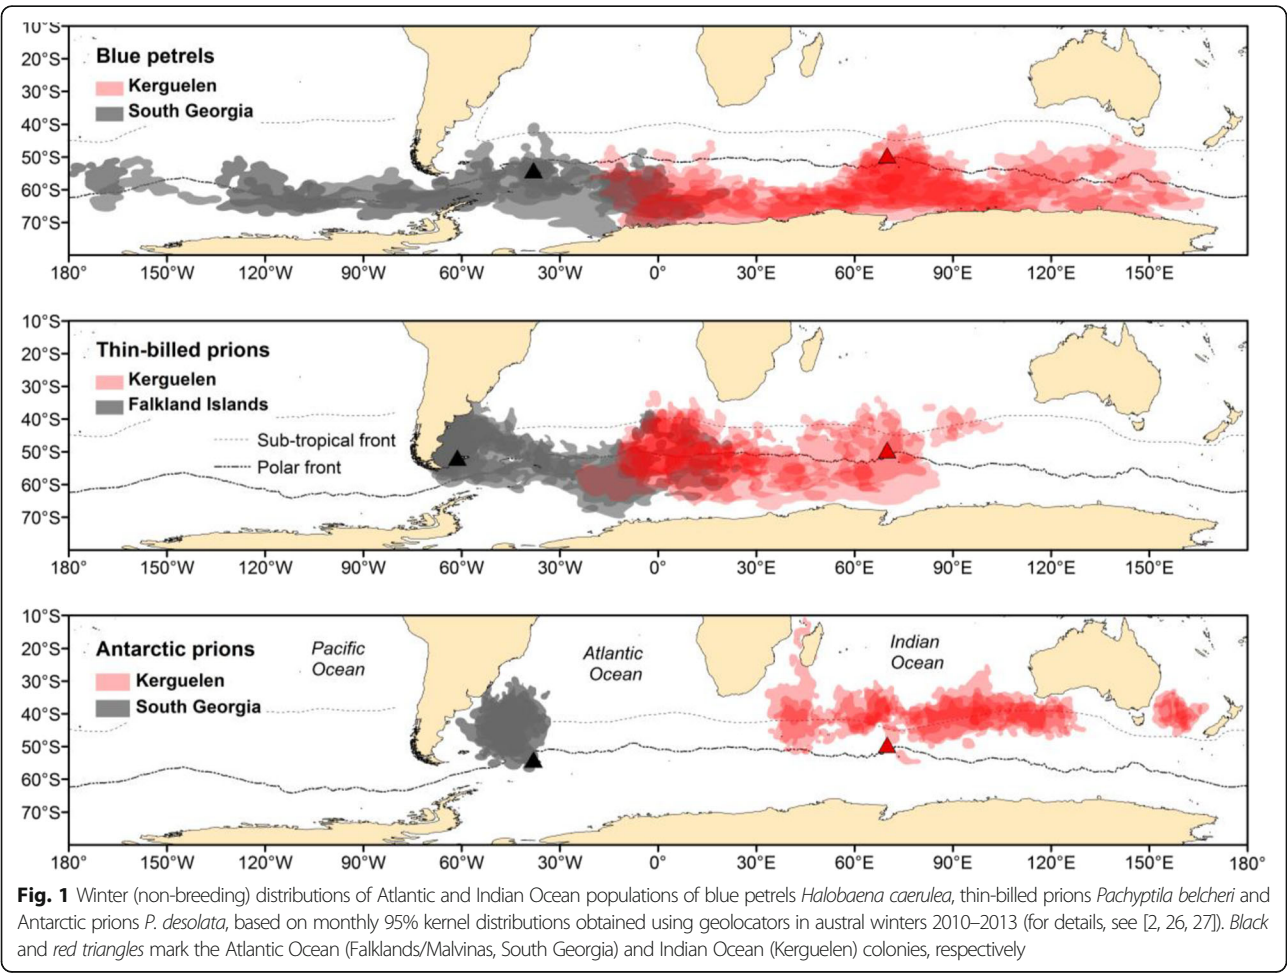 10°S
20°S
30°S
40°S
50°S
60°S
70°S
Blue petrels
Kerguelen
South Georgia
180° 150°W 120°W 90°W 60°W 30°W 0° 30°E 60°E 90°E 120°E 150°E
10°S
20°S
30°S
40°S
50°S
60°S
70°S
Thin-billed prions
Kerguelen
Falkland Islands
Sub-tropical front
Polar front
180° 150°W 120°W 90°W 60°W 30°W 0° 30°E 60°E 90°E 120°E 150°E
10°S
20°S
30°S
40°S
50°S
60°S
70°S
Antarctic prions
Kerguelen
South Georgia
Pacific
Ocean
Atlantic
Ocean
Indian
Ocean
180° 150°W 120°W 90°W 60°W 30°W 0° 30°E 60°E 90°E 120°E 150°E 180°
Fig. 1 Winter (non-breeding) distributions of Atlantic and Indian Ocean populations of blue petrels Halobaena caerulea, thin-billed prions Pachyptila belcheri and
Antarctic prions P. desolata, based on monthly 95% kernel distributions obtained using geolocators in austral winters 2010–2013 (for details, see [2, 26, 27]). Black
and red triangles mark the Atlantic Ocean (Falklands/Malvinas, South Georgia) and Indian Ocean (Kerguelen) colonies, respectively